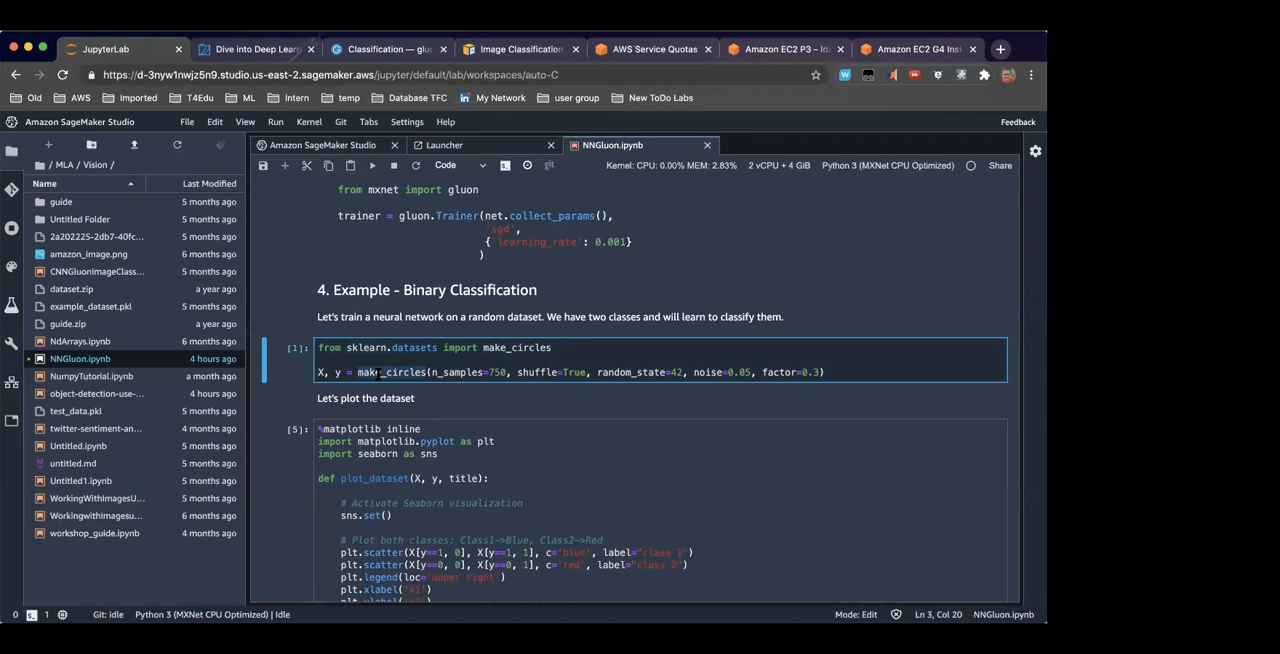 JupyterLab
Dive into Deep Learn
Classification — glu
Image Classification
AWS Service Quotas
Amazon EC2 P3 – Id
Amazon EC2 G4 Inst
https://d-3nyw1nwjz5n9.studio.us-east-2.sagemaker.aws/jupyter/default/lab/workspaces/auto-C
Old AWS Imported T4Edu ML Intern temp Database TFC My Network user group New ToDo Labs
Amazon SageMaker Studio File Edit View Run Kernel Git Tabs Settings Help Feedback
Amazon SageMaker Studio Launcher NNGluon.ipynb
Code Kernel: CPU: 0.00% MEM: 2.83% 2 vCPU + 4 GiB Python 3 (MXNet CPU Optimized) Share
/ MLA / Vision /
Name Last Modified
guide 5 months ago
Untitled Folder 5 months ago
2a202225-2db7-40fc... 5 months ago
amazon_image.png 6 months ago
CNNGluonImageClass... 5 months ago
dataset.zip a year ago
example_dataset.pkl 5 months ago
guide.zip a year ago
NdArrays.ipynb 5 months ago
NNGluon.ipynb 4 hours ago
NumpyTutorial.ipynb a month ago
object-detection-use-... 4 hours ago
test_data.pkl 5 months ago
twitter-sentiment-an... 4 months ago
Untitled.ipynb 5 months ago
untitled.md 5 months ago
Untitled1.ipynb 5 months ago
WorkingWithImagesU... 5 months ago
WorkingwithImagesu... 6 months ago
workshop_guide.ipynb 4 months ago
from mxnet import gluon
trainer = gluon.Trainer(net.collect_params(),
'sgd',
{'learning_rate': 0.001}
)
4. Example - Binary Classification
Let's train a neural network on a random dataset. We have two classes and will learn to classify them.
[1]: from sklearn.datasets import make_circles
X, y = make_circles(n_samples=750, shuffle=True, random_state=42, noise=0.05, factor=0.3)
Let's plot the dataset
[5]: %matplotlib inline
import matplotlib.pyplot as plt
import seaborn as sns
def plot_dataset(X, y, title):
# Activate Seaborn visualization
sns.set()
# Plot both classes: Class1->Blue, Class2->Red
plt.scatter(X[y==1, 0], X[y==1, 1], c='blue', label="class 1")
plt.scatter(X[y==0, 0], X[y==0, 1], c='red', label="class 2")
plt.legend(loc='upper right')
plt.xlabel('x1')
0 1 Git: idle Python 3 (MXNet CPU Optimized) | Idle Mode: Edit Ln 3, Col 20 NNGluon.ipynb